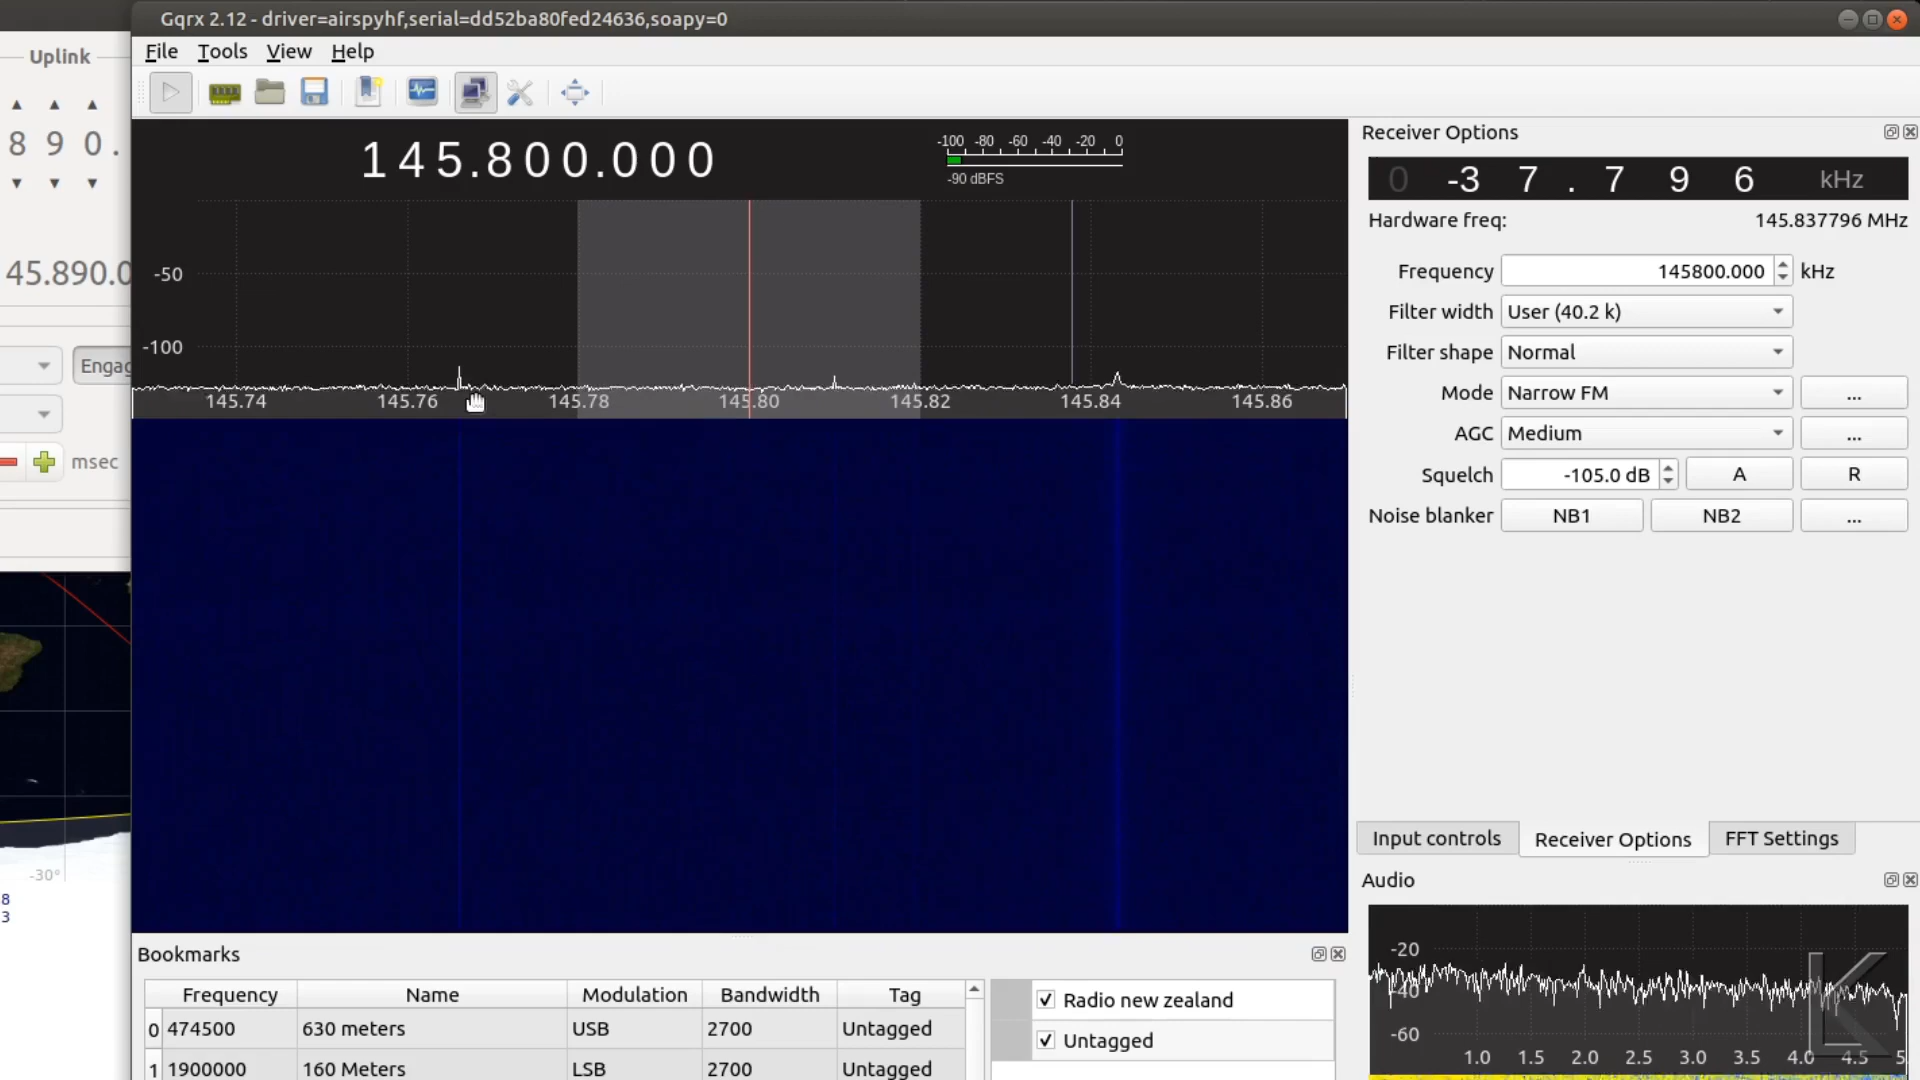 Gqrx 2.12 - driver=airspyhf,serial=dd52ba80fed24636,soapy=0
File Tools View Help
Uplink
890.
45.890.0
Engag
msec
-30°
8
3
145.800.000
-100 -80 -60 -40 -20 0
-90 dBFS
-50
-100
145.74 145.76 145.78 145.80 145.82 145.84 145.86
Receiver Options
0 -37.796 kHz
Hardware freq: 145.837796 MHz
Frequency 145800.000 kHz
Filter width User (40.2 k)
Filter shape Normal
Mode Narrow FM ...
AGC Medium ...
Squelch -105.0 dB A R
Noise blanker NB1 NB2 ...
Input controls Receiver Options FFT Settings
Audio
-20
-40
-60
1.0 1.5 2.0 2.5 3.0 3.5 4.0 4.5 5
Bookmarks
Frequency Name Modulation Bandwidth Tag
0 474500 630 meters USB 2700 Untagged
1 1900000 160 Meters LSB 2700 Untagged
Radio new zealand
Untagged